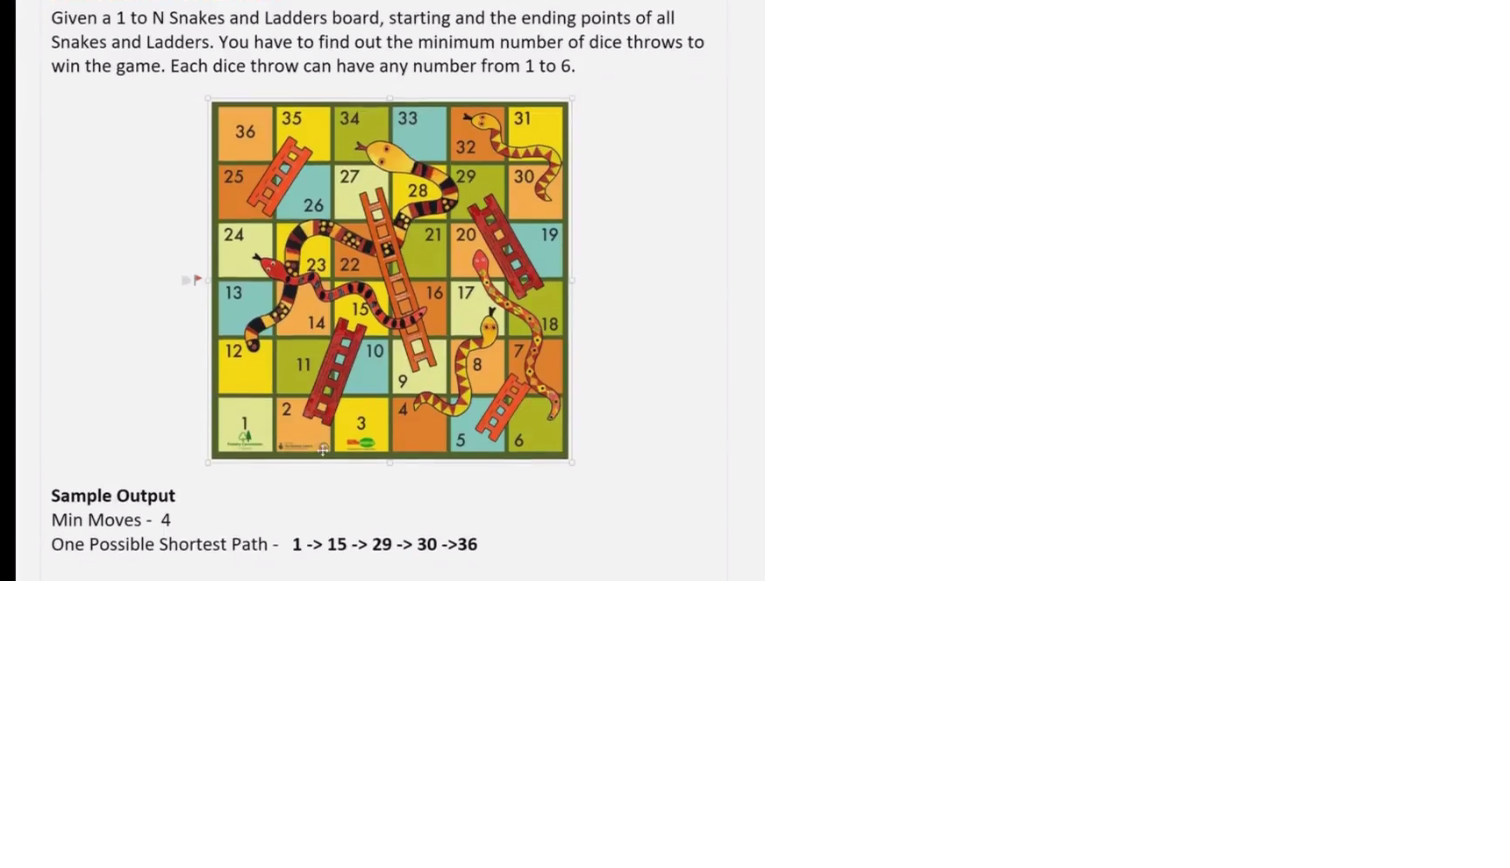 Given a 1 to N Snakes and Ladders board, starting and the ending points of all
Snakes and Ladders. You have to find out the minimum number of dice throws to
win the game. Each dice throw can have any number from 1 to 6.
36 35 34 33 32 31
25 26 27 28 29 30
24 23 22 21 20 19
13 14 15 16 17 18
12 11 10 9 8 7
1 2 3 4 5 6
Sample Output
Min Moves - 4
One Possible Shortest Path - 1 -> 15 -> 29 -> 30 ->36